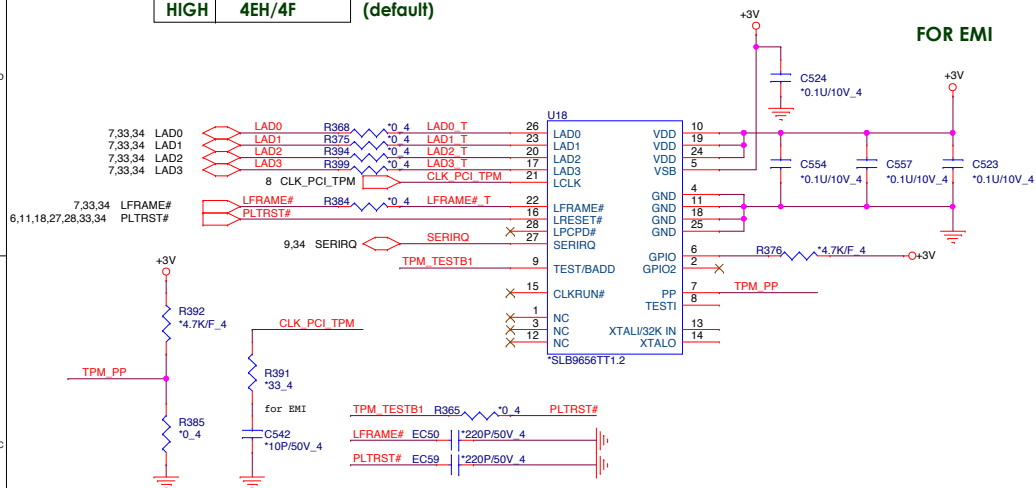 HIGH 4EH/4F (default)
+3V
FOR EMI
C524
*0.1U/10V_4
+3V
U18
7,33,34 LAD0 LAD0 R368 *0_4 LAD0_T 26 LAD0 VDD 10
7,33,34 LAD1 LAD1 R375 *0_4 LAD1_T 23 LAD1 VDD 19
7,33,34 LAD2 LAD2 R394 *0_4 LAD2_T 20 LAD2 VDD 24
7,33,34 LAD3 LAD3 R399 *0_4 LAD3_T 17 LAD3 VSB 5
8 CLK_PCI_TPM CLK_PCI_TPM 21 LCLK
C554 C557 C523
*0.1U/10V_4 *0.1U/10V_4 *0.1U/10V_4
GND 4
7,33,34 LFRAME# LFRAME# R384 *0_4 LFRAME#_T 22 LFRAME# GND 11
6,11,18,27,28,33,34 PLTRST# PLTRST# 16 LRESET# GND 18
28 LPCPD# GND 25
9,34 SERIRQ SERIRQ 27 SERIRQ
GPIO 6 R376 *4.7K/F_4 +3V
TPM_TESTB1 9 TEST/BADD GPIO2 2
+3V
15 CLKRUN# PP 7 TPM_PP
TESTI 8
R392
*4.7K/F_4
1 NC
CLK_PCI_TPM 3 NC XTALI/32K IN 13
12 NC XTALO 14
*SLB9656TT1.2
TPM_PP
R391
*33_4
for EMI
R385
*0_4
C542
*10P/50V_4
TPM_TESTB1 R365 *0_4 PLTRST#
LFRAME# EC50 *220P/50V_4
PLTRST# EC59 *220P/50V_4
D
C